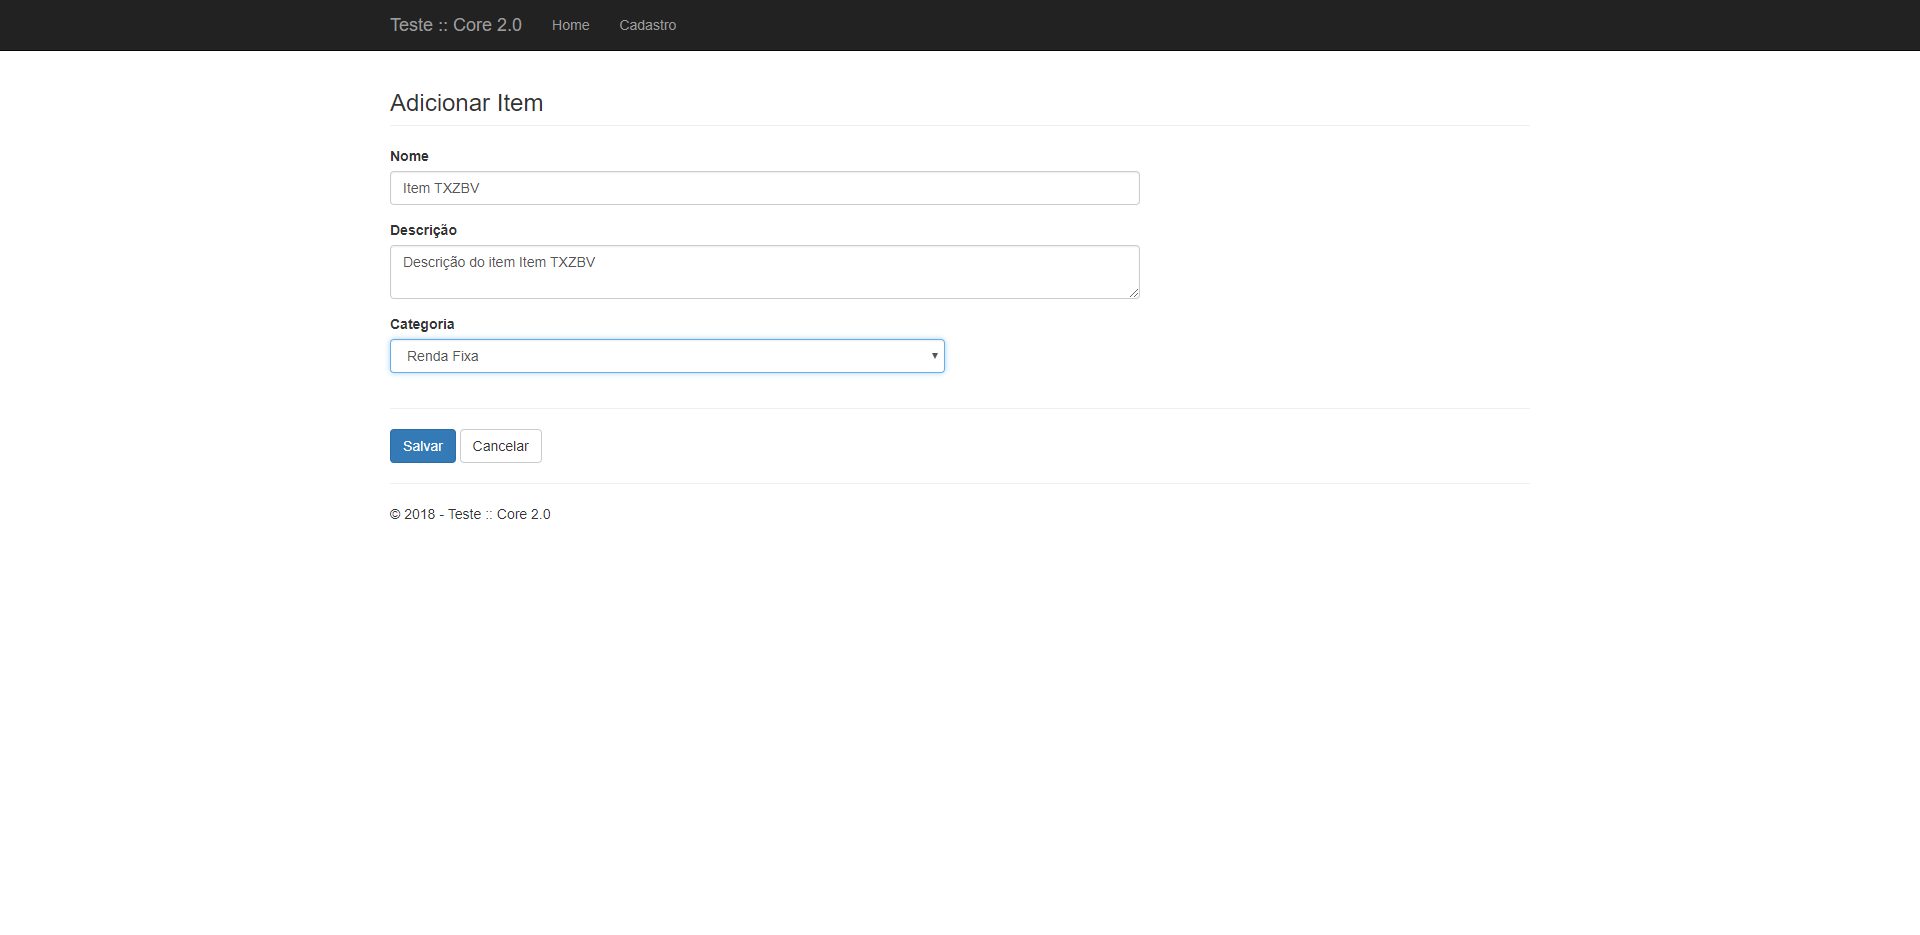 Teste :: Core 2.0 Home Cadastro
Adicionar Item
Nome
Item TXZBV
Descrição
Descrição do item Item TXZBV
Categoria
Renda Fixa
Salvar Cancelar
© 2018 - Teste :: Core 2.0